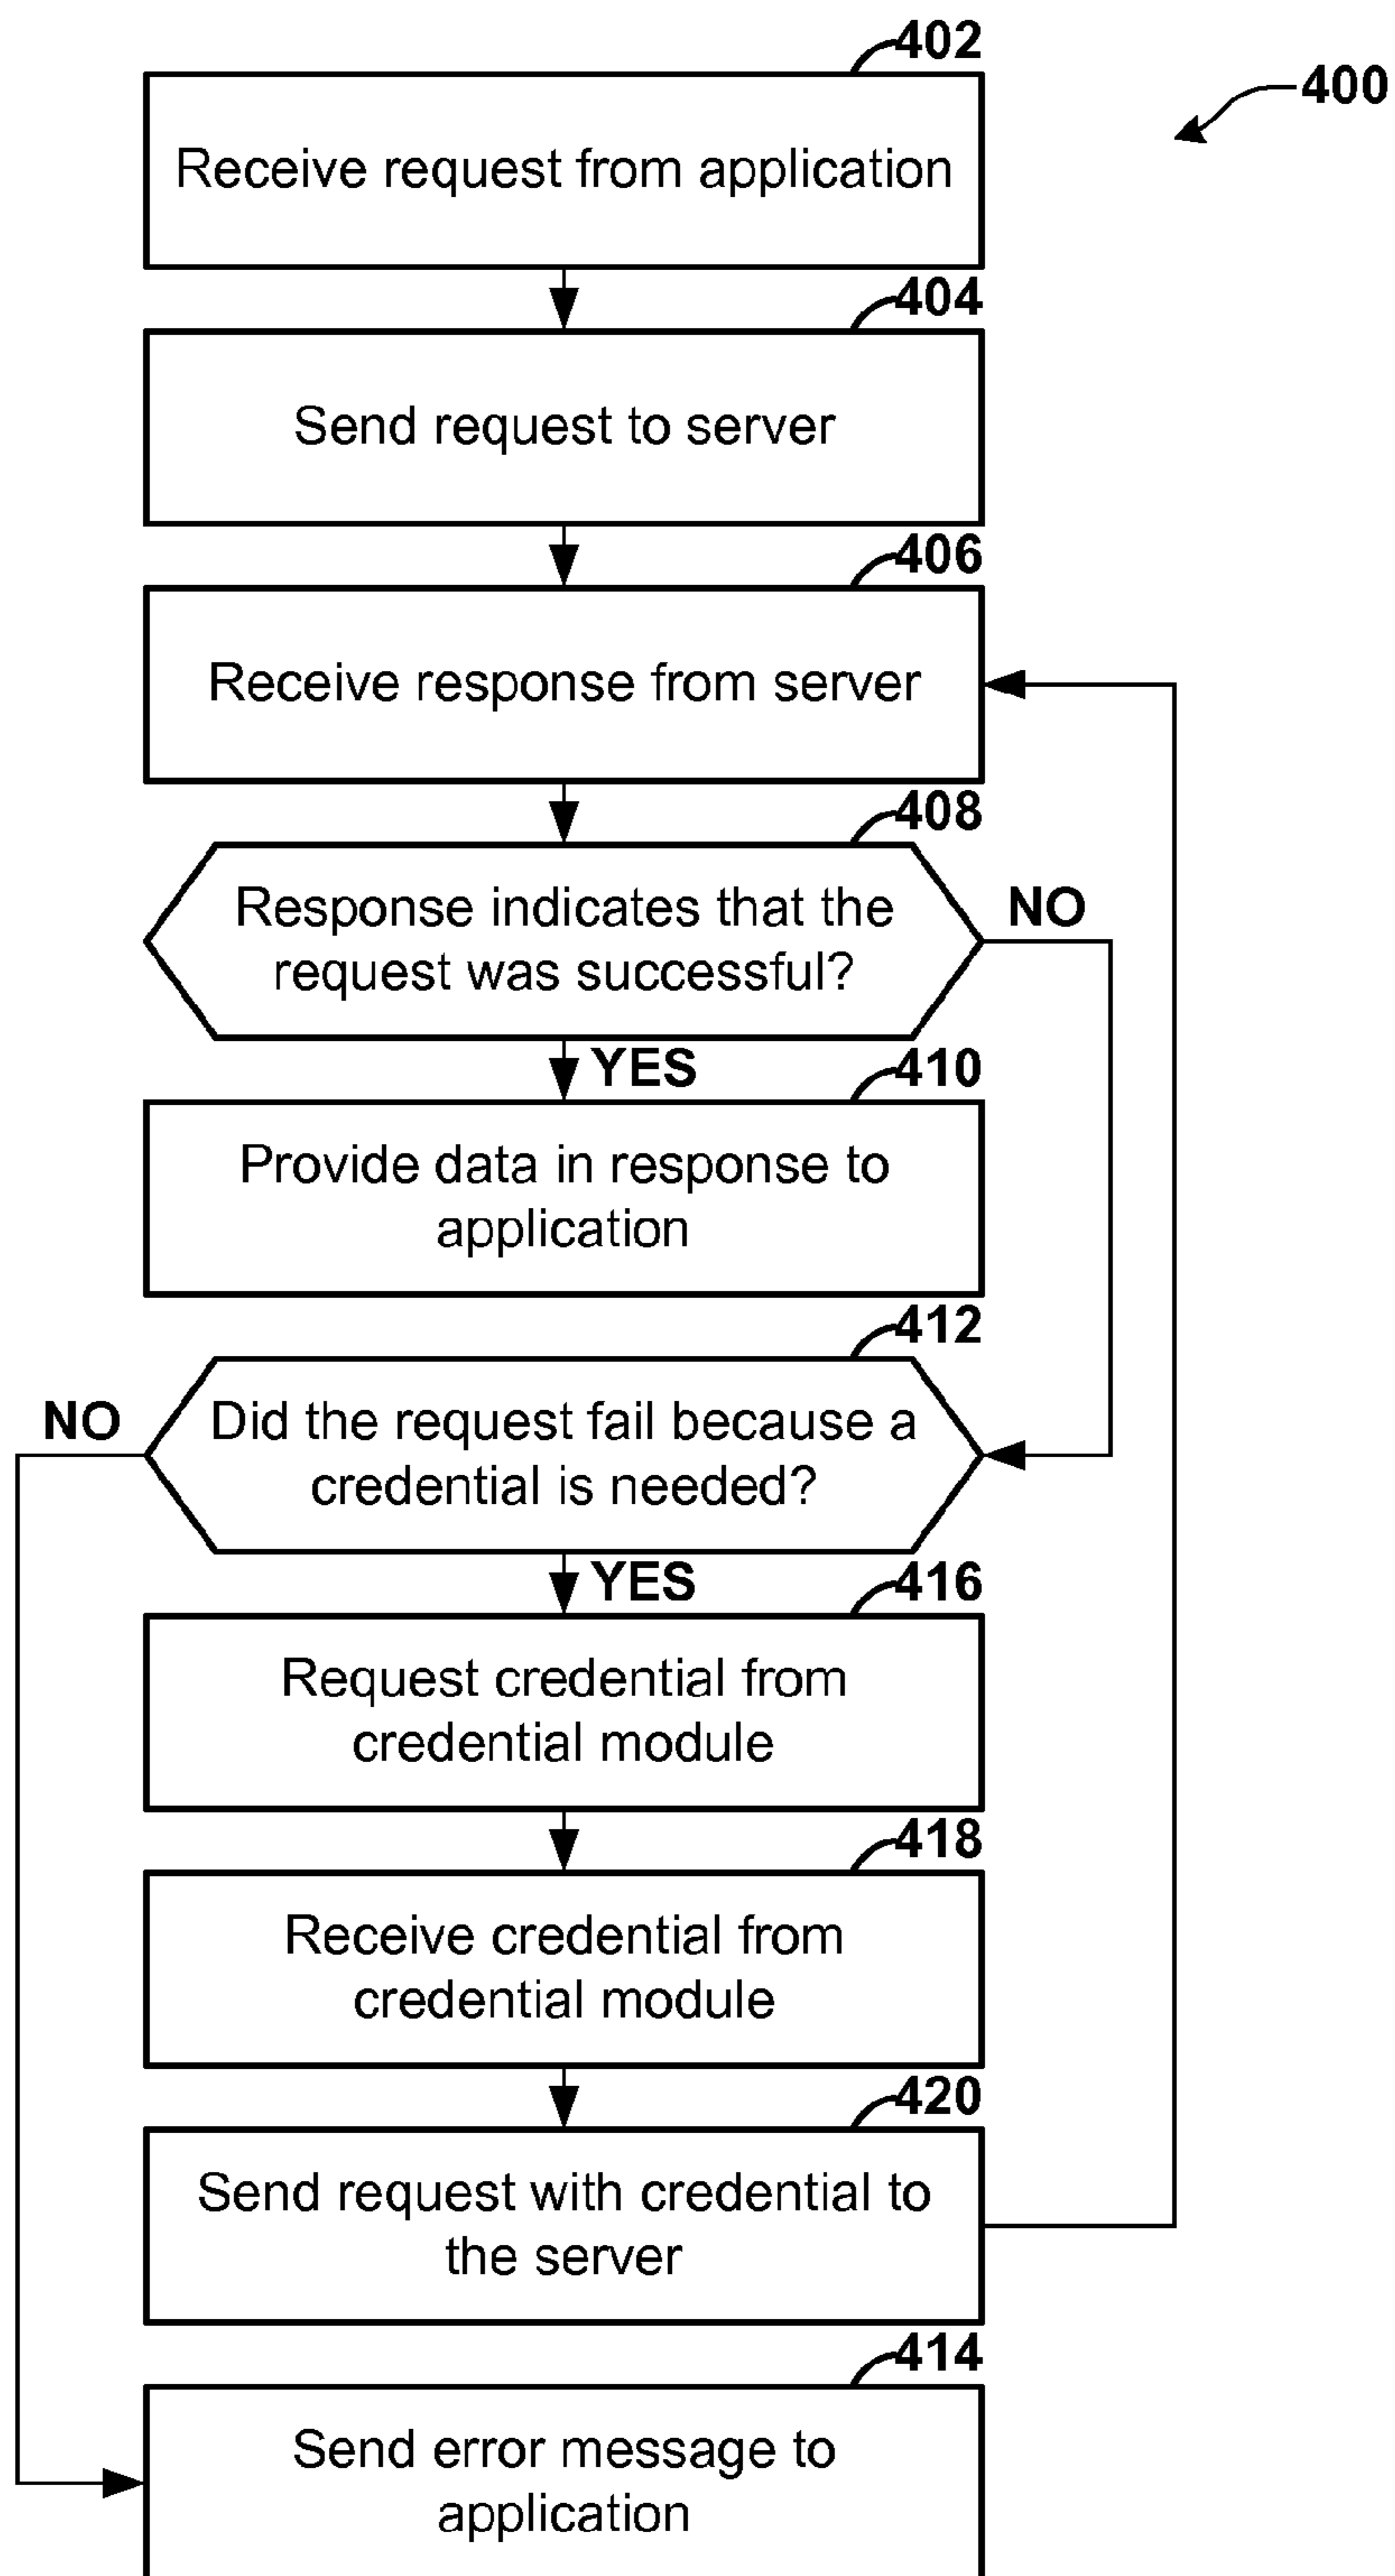 402
400
Receive request from application
404
Send request to server
406
Receive response from server
408
Response indicates that the
request was successful?
NO
YES
410
Provide data in response to
application
412
NO
Did the request fail because a
credential is needed?
YES
416
Request credential from
credential module
418
Receive credential from
credential module
420
Send request with credential to
the server
414
Send error message to
application